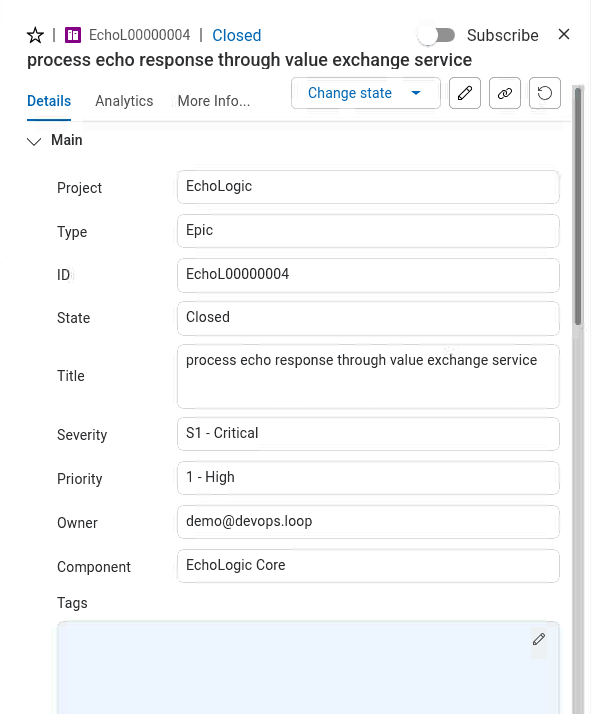 EchoL00000004 | Closed Subscribe
process echo response through value exchange service
Details Analytics More Info... Change state
Main
Project EchoLogic
Type Epic
ID EchoL00000004
State Closed
Title process echo response through value exchange service
Severity S1 - Critical
Priority 1 - High
Owner demo@devops.loop
Component EchoLogic Core
Tags